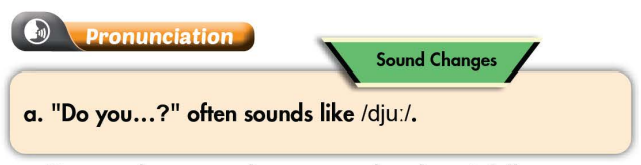 Pronunciation
Sound Changes
a. "Do you...?" often sounds like /dju:/.